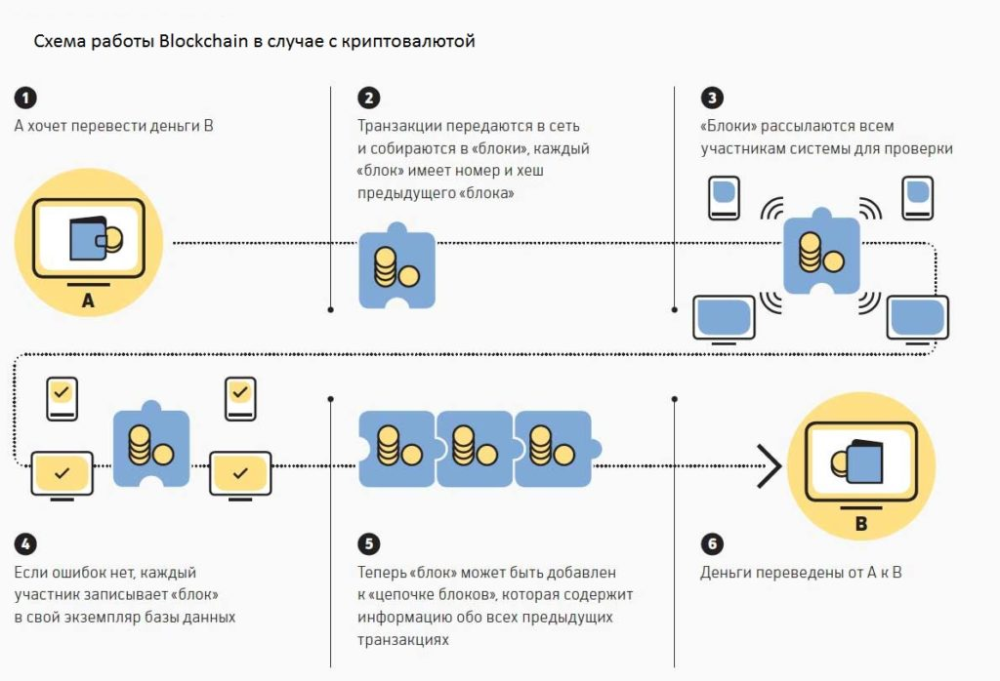 Схема работы Blockchain в случае с криптовалютой
1
А хочет перевести деньги В
A
2
Транзакции передаются в сеть
и собираются в «блоки», каждый
«блок» имеет номер и хеш
предыдущего «блока»
3
«Блоки» рассылаются всем
участникам системы для проверки
4
Если ошибок нет, каждый
участник записывает «блок»
в свой экземпляр базы данных
5
Теперь «блок» может быть добавлен
к «цепочке блоков», которая содержит
информацию обо всех предыдущих
транзакциях
B
6
Деньги переведены от А к В